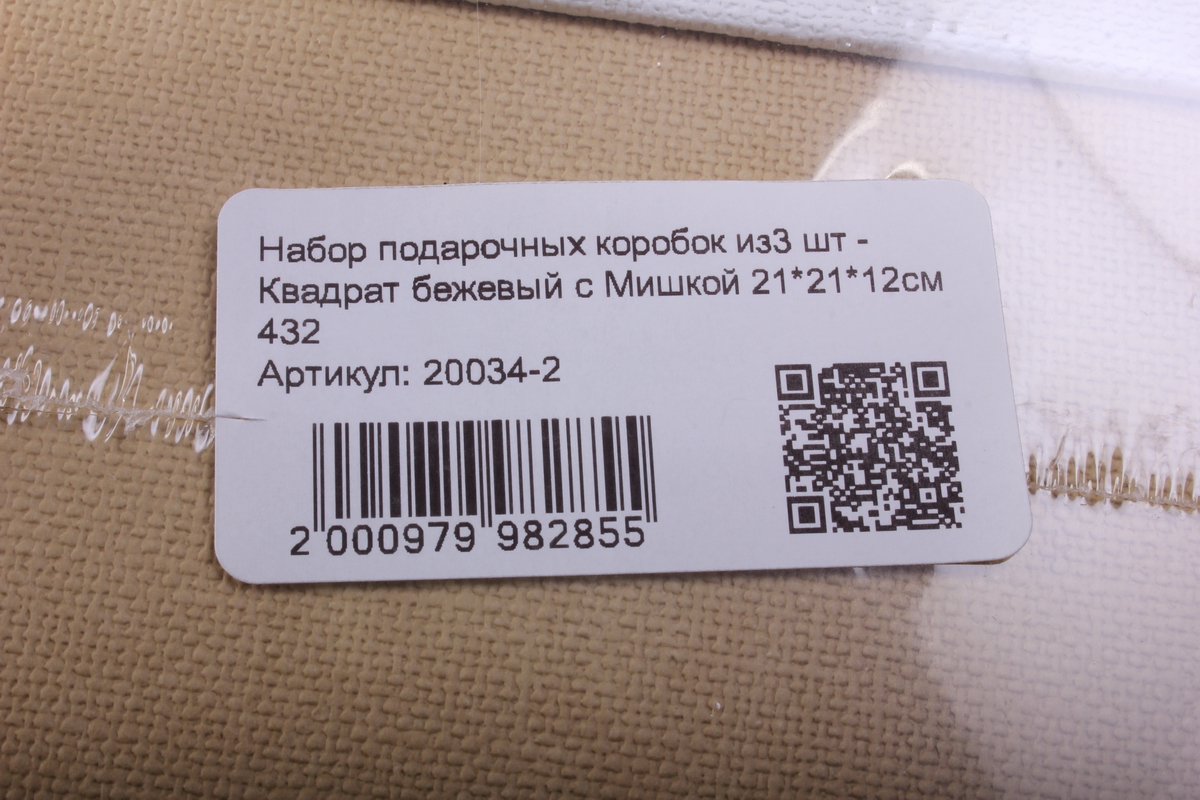 Набор подарочных коробок из3 шт -
Квадрат бежевый с Мишкой 21*21*12см
432
Артикул: 20034-2
2 000979 982855